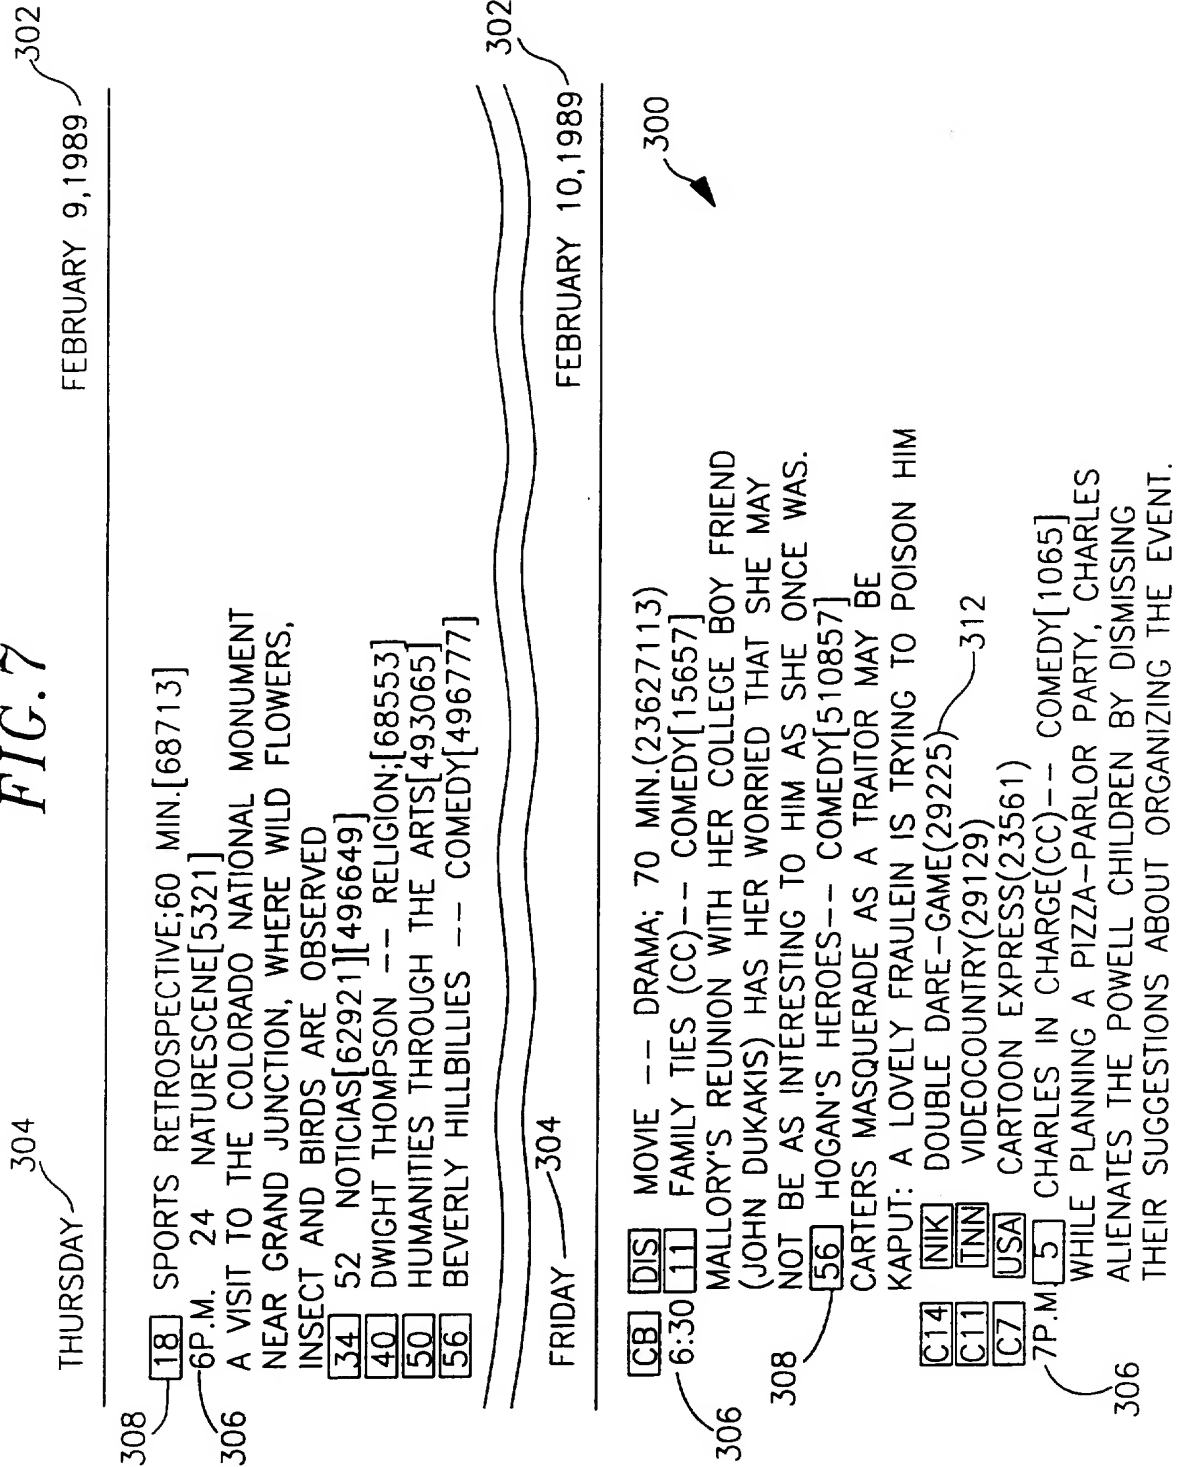 FIG.7
304
302
THURSDAY
FEBRUARY 9,1989
308
18 SPORTS RETROSPECTIVE;60 MIN.[68713]
6P.M. 24 NATURESCENE[5321]
306
A VISIT TO THE COLORADO NATIONAL MONUMENT
NEAR GRAND JUNCTION, WHERE WILD FLOWERS,
INSECT AND BIRDS ARE OBSERVED
34 52 NOTICIAS[62921][496649]
40 DWIGHT THOMPSON -- RELIGION;[68553]
50 HUMANITIES THROUGH THE ARTS[493065]
56 BEVERLY HILLBILLIES -- COMEDY[496777]
304
302
FRIDAY
FEBRUARY 10,1989
300
CB DIS MOVIE -- DRAMA; 70 MIN.(23627113)
6:30 11 FAMILY TIES (CC)-- COMEDY[15657]
306
MALLORY'S REUNION WITH HER COLLEGE BOY FRIEND
(JOHN DUKAKIS) HAS HER WORRIED THAT SHE MAY
NOT BE AS INTERESTING TO HIM AS SHE ONCE WAS.
308
56 HOGAN'S HEROES-- COMEDY[510857]
CARTERS MASQUERADE AS A TRAITOR MAY BE
KAPUT: A LOVELY FRAULEIN IS TRYING TO POISON HIM
C14 NIK DOUBLE DARE-GAME(29225)
312
C11 TNN VIDEOCOUNTRY(29129)
C7 USA CARTOON EXPRESS(23561)
7P.M 5 CHARLES IN CHARGE(CC)-- COMEDY[1065]
306
WHILE PLANNING A PIZZA-PARLOR PARTY, CHARLES
ALIENATES THE POWELL CHILDREN BY DISMISSING
THEIR SUGGESTIONS ABOUT ORGANIZING THE EVENT.